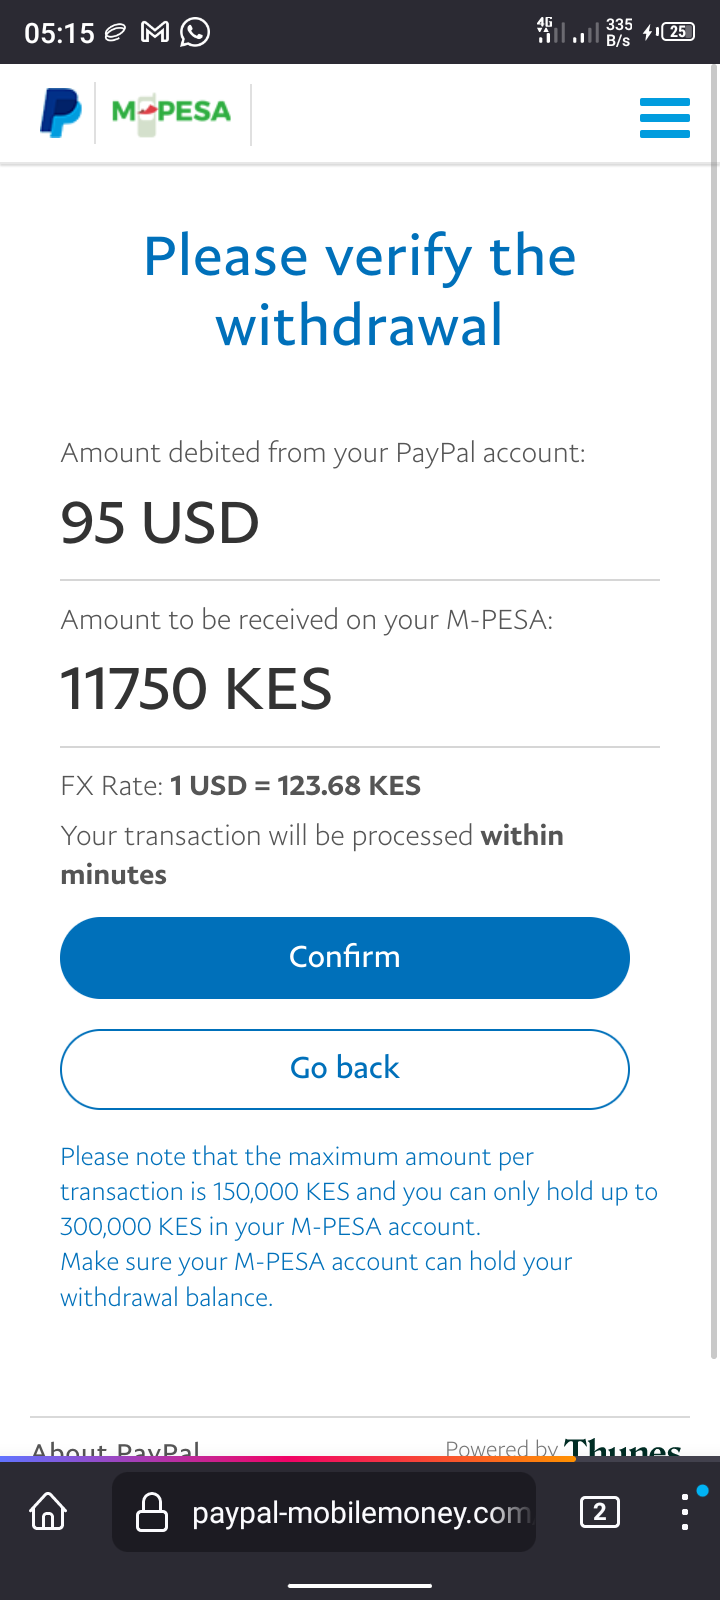 05:15
4G
335
B/s
25
M-PESA
Please verify the
withdrawal
Amount debited from your PayPal account:
95 USD
Amount to be received on your M-PESA:
11750 KES
FX Rate: 1 USD = 123.68 KES
Your transaction will be processed within
minutes
Confirm
Go back
Please note that the maximum amount per
transaction is 150,000 KES and you can only hold up to
300,000 KES in your M-PESA account.
Make sure your M-PESA account can hold your
withdrawal balance.
About PayPal
Powered by Thunes
paypal-mobilemoney.com
2